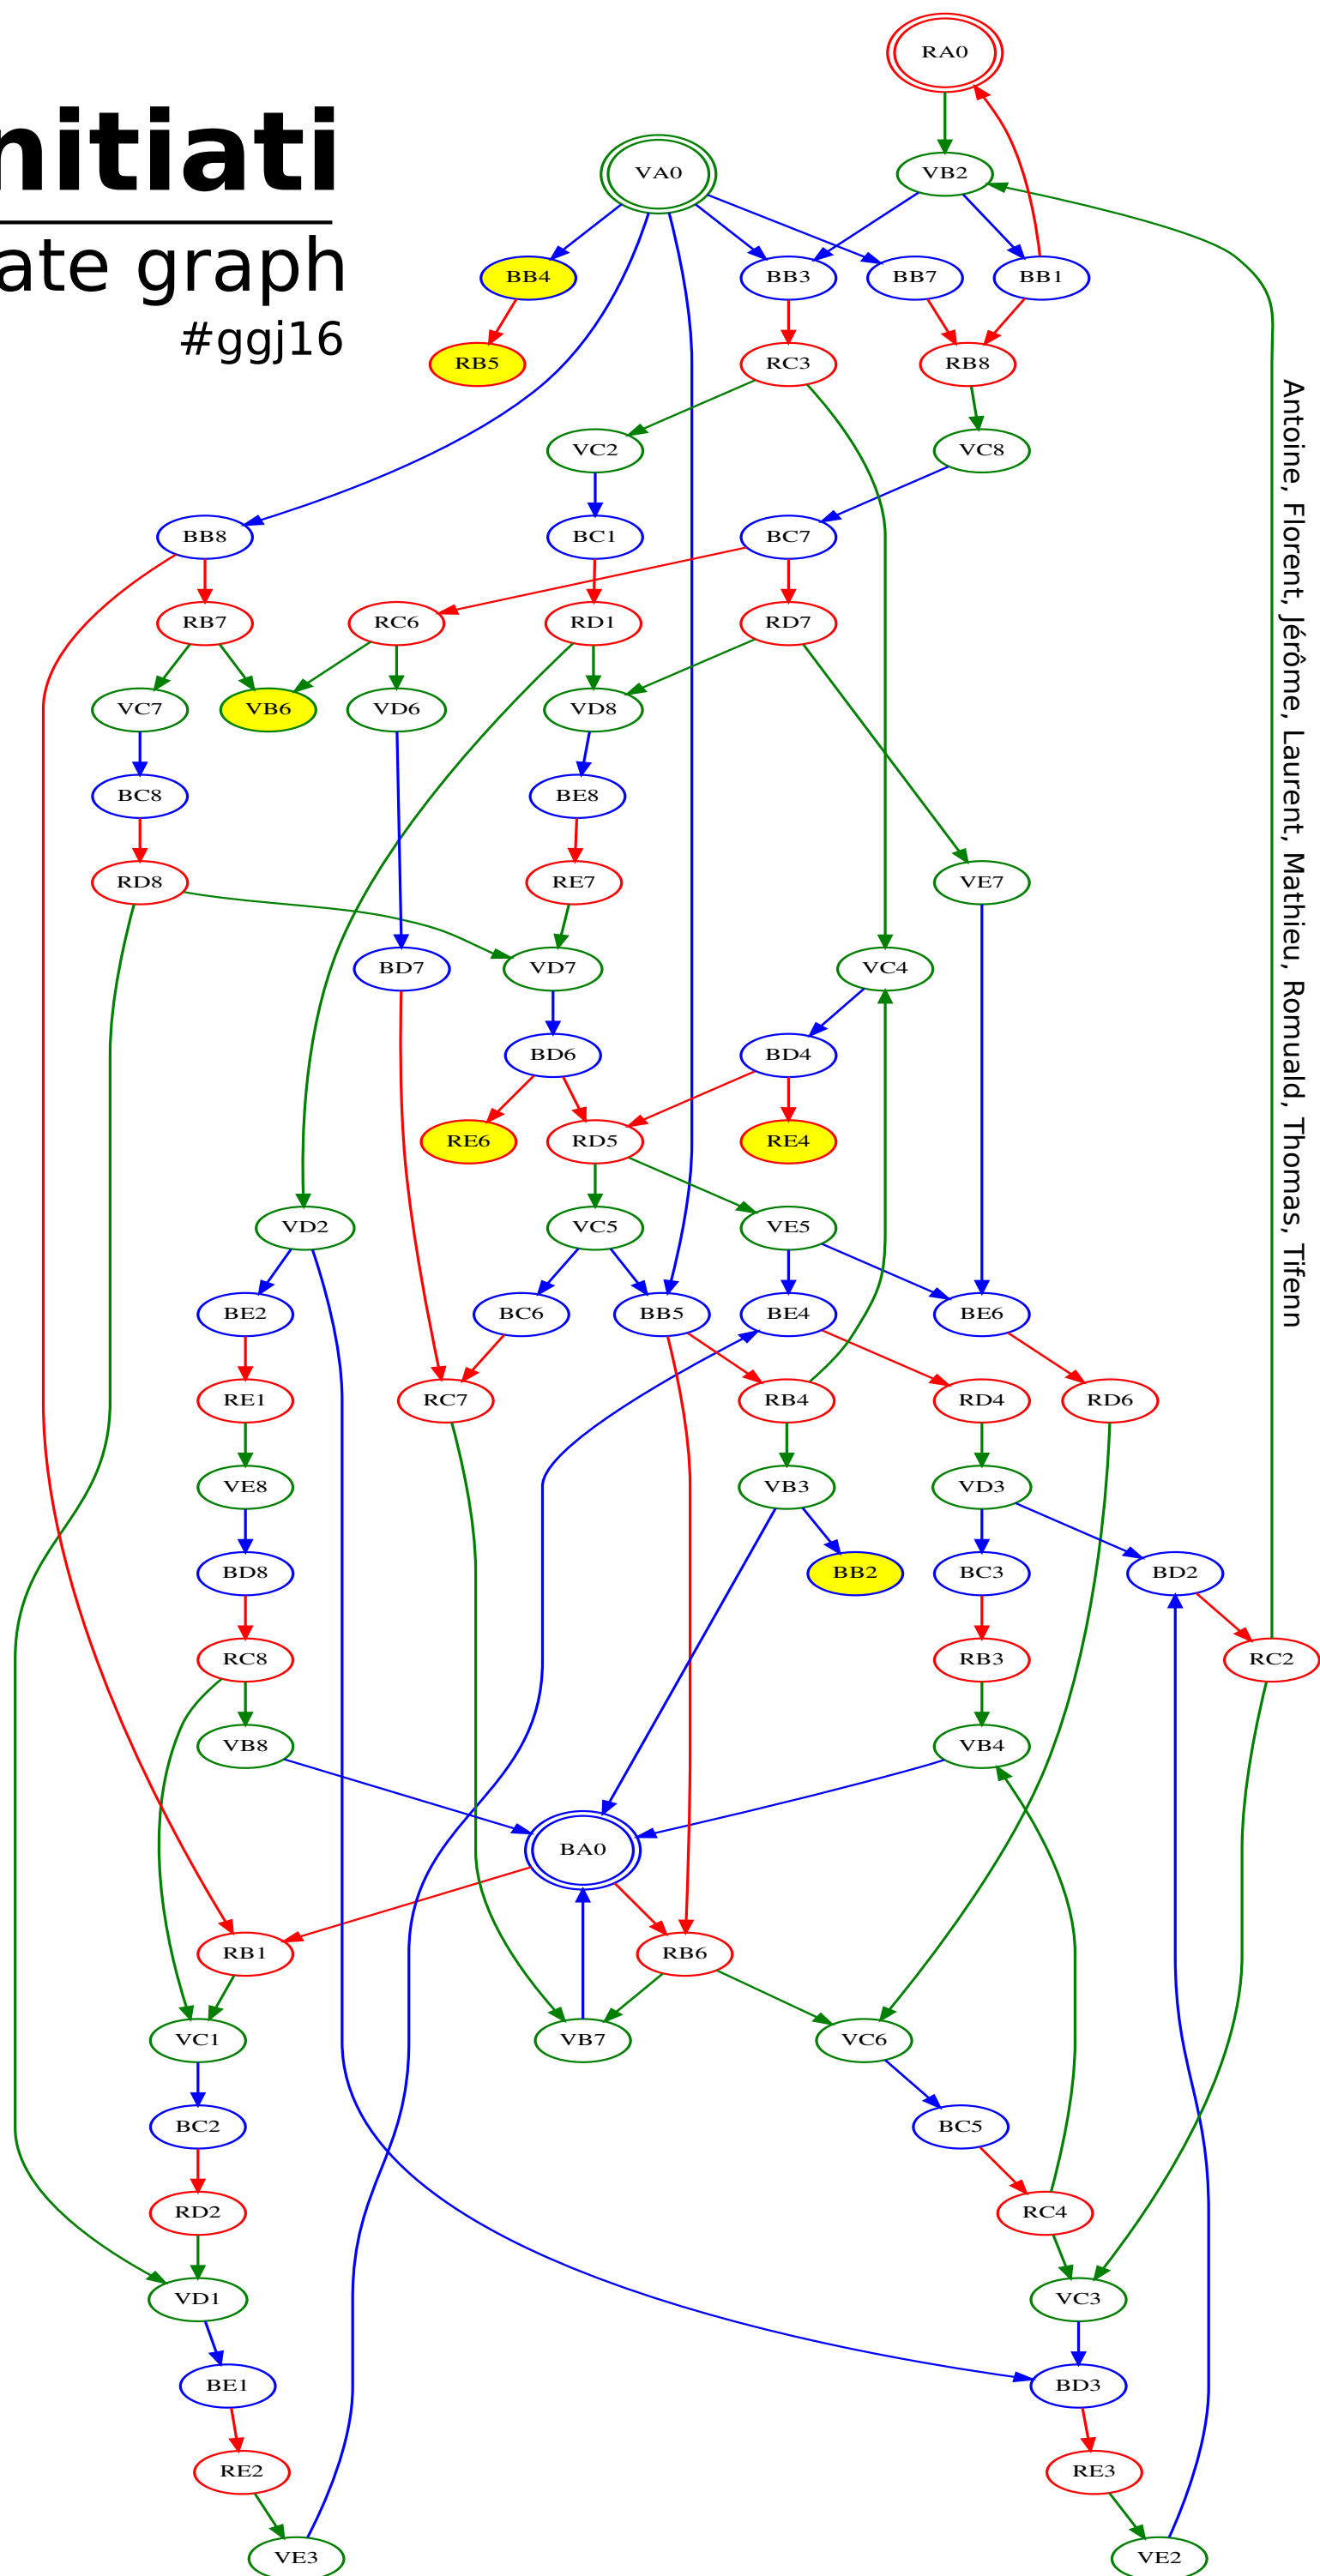 RA0
nitiati
VA0
VB2
ate graph
BB4
BB3
BB7
BB1
#ggj16
RB5
RC3
RB8
Antoine, Florent, Jérôme, Laurent, Mathieu, Romuald, Thomas, Tifenn
VC2
VC8
BB8
BC1
BC7
RB7
RC6
RD1
RD7
VC7
VB6
VD6
VD8
BC8
BE8
RD8
RE7
VE7
BD7
VD7
VC4
BD6
BD4
RE6
RD5
RE4
VD2
VC5
VE5
BE2
BC6
BB5
BE4
BE6
RE1
RC7
RB4
RD4
RD6
VE8
VB3
VD3
BD8
BB2
BC3
BD2
RC8
RB3
RC2
VB8
VB4
BA0
RB1
RB6
VC1
VB7
VC6
BC2
BC5
RD2
RC4
VD1
VC3
BE1
BD3
RE2
RE3
VE3
VE2